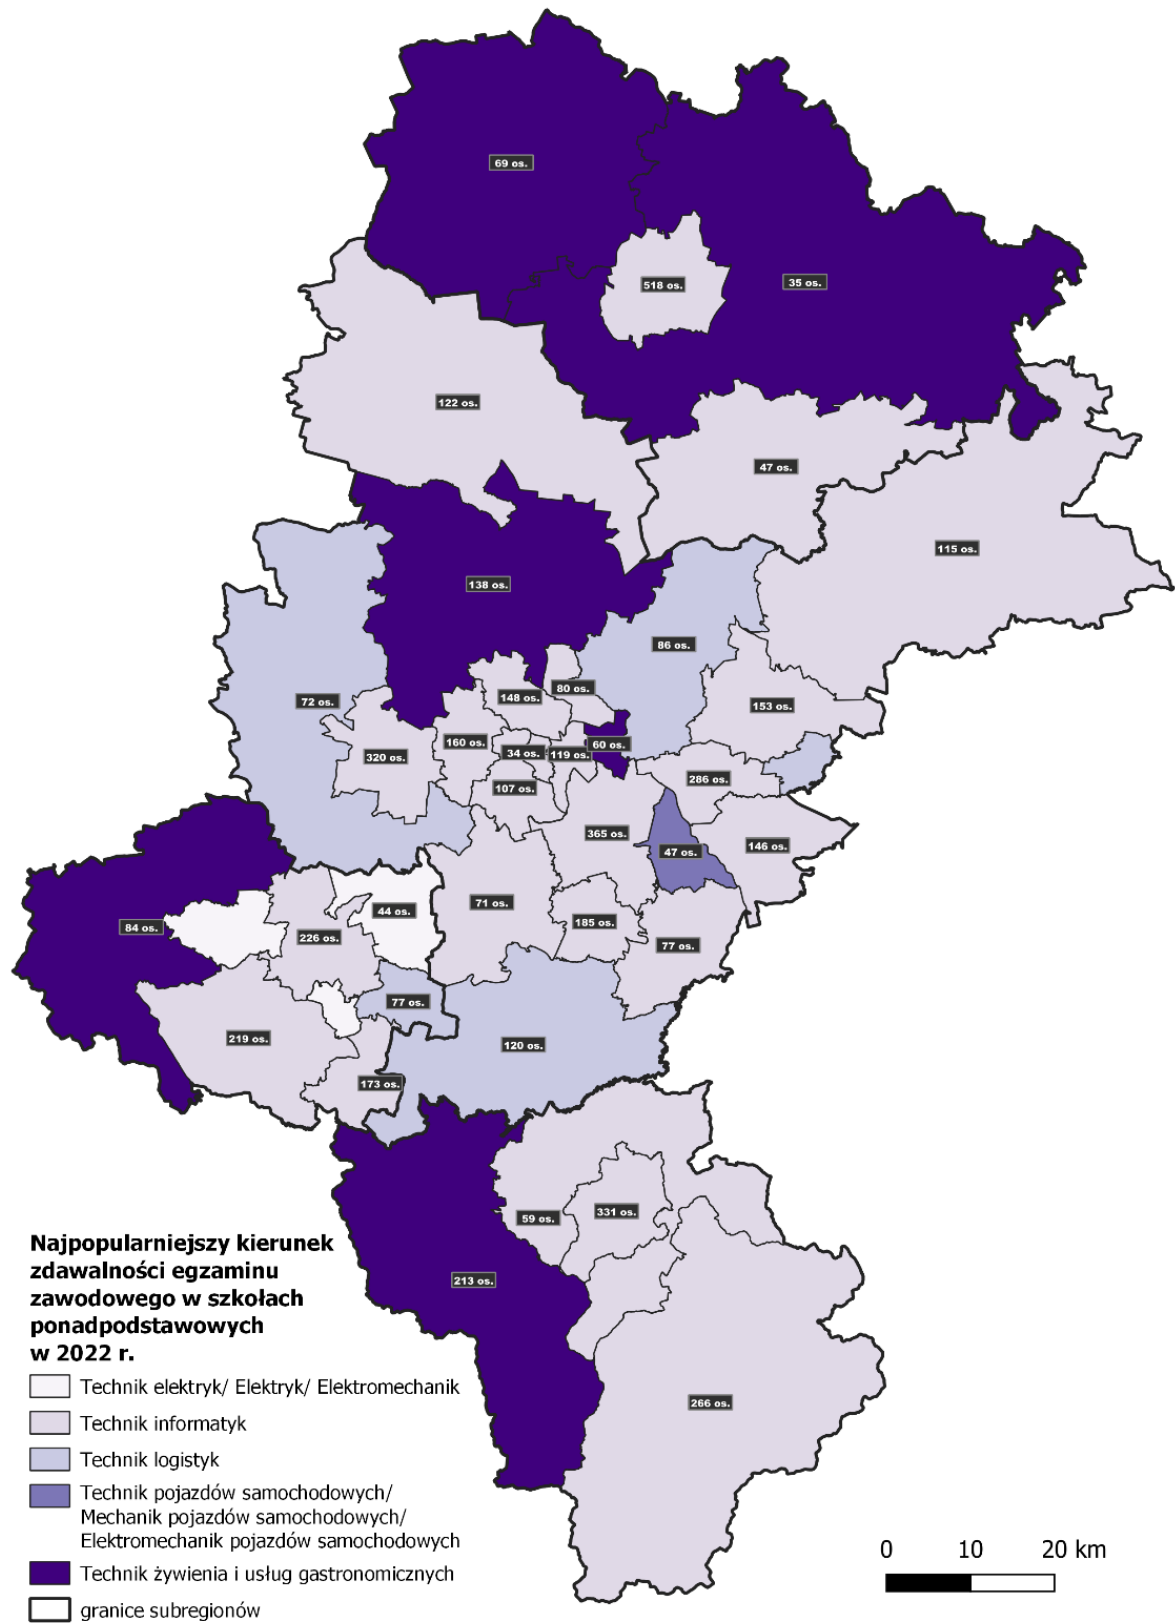 69 os.
518 os.
35 os.
122 os.
47 os.
115 os.
138 os.
86 os.
72 os.
80 os.
148 os.
153 os.
160 os.
34 os.
119 os.
60 os.
320 os.
286 os.
107 os.
365 os.
47 os.
146 os.
71 os.
44 os.
84 os.
226 os.
185 os.
77 os.
77 os.
219 os.
120 os.
173 os.
59 os.
331 os.
213 os.
266 os.
Najpopularniejszy kierunek
zdawalności egzaminu
zawodowego w szkołach
ponadpodstawowych
w 2022 r.
Technik elektryk/ Elektryk/ Elektromechanik
Technik informatyk
Technik logistyk
Technik pojazdów samochodowych/
Mechanik pojazdów samochodowych/
Elektromechanik pojazdów samochodowych
Technik żywienia i usług gastronomicznych
granice subregionów
0 10 20 km